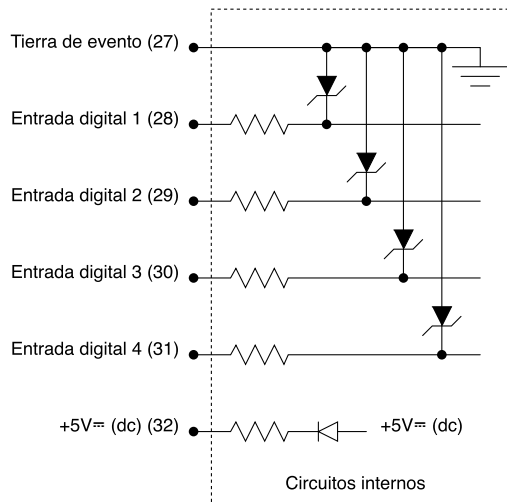 Tierra de evento (27)
Entrada digital 1 (28)
Entrada digital 2 (29)
Entrada digital 3 (30)
Entrada digital 4 (31)
+5V⎓ (dc) (32)
+5V⎓ (dc)
Circuitos internos